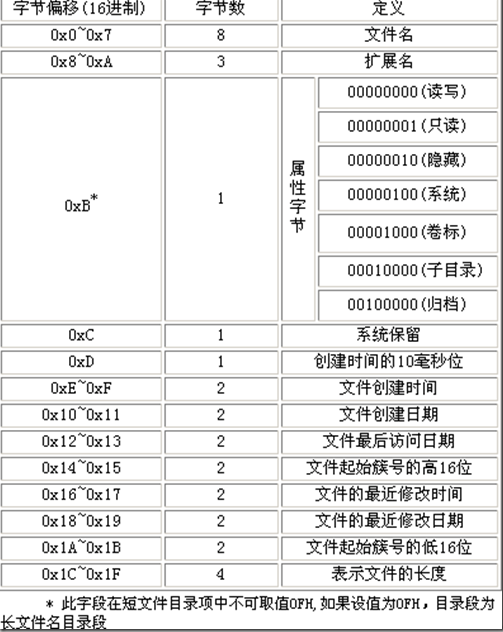 字节偏移(16进制) 字节数 定义
0x0~0x7 8 文件名
0x8~0xA 3 扩展名
0xB* 1 属性字节 00000000(读写)
00000001(只读)
00000010(隐藏)
00000100(系统)
00001000(卷标)
00010000(子目录)
00100000(归档)
0xC 1 系统保留
0xD 1 创建时间的10毫秒位
0xE~0xF 2 文件创建时间
0x10~0x11 2 文件创建日期
0x12~0x13 2 文件最后访问日期
0x14~0x15 2 文件起始簇号的高16位
0x16~0x17 2 文件的最近修改时间
0x18~0x19 2 文件的最近修改日期
0x1A~0x1B 2 文件起始簇号的低16位
0x1C~0x1F 4 表示文件的长度
* 此字段在短文件目录项中不可取值0FH,如果设值为0FH，目录段为
长文件名目录段